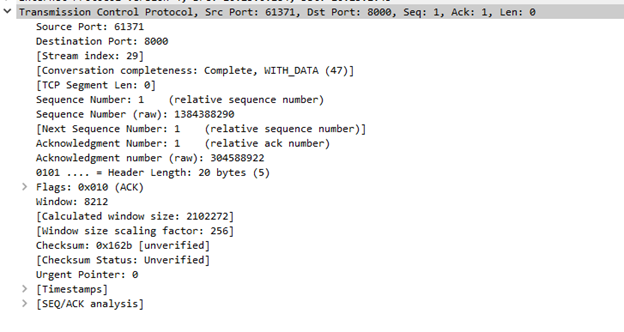 Transmission Control Protocol, Src Port: 61371, Dst Port: 8000, Seq: 1, Ack: 1, Len: 0
Source Port: 61371
Destination Port: 8000
[Stream index: 29]
[Conversation completeness: Complete, WITH_DATA (47)]
[TCP Segment Len: 0]
Sequence Number: 1    (relative sequence number)
Sequence Number (raw): 1384388290
[Next Sequence Number: 1    (relative sequence number)]
Acknowledgment Number: 1    (relative ack number)
Acknowledgment number (raw): 304588922
0101 .... = Header Length: 20 bytes (5)
Flags: 0x010 (ACK)
Window: 8212
[Calculated window size: 2102272]
[Window size scaling factor: 256]
Checksum: 0x162b [unverified]
[Checksum Status: Unverified]
Urgent Pointer: 0
[Timestamps]
[SEQ/ACK analysis]